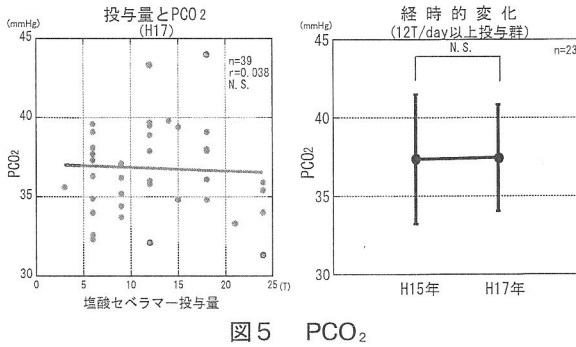 投与量とPCO₂
(H17)
(mmHg)
45
40
35
30
PCO₂
n=39
r=0.038
N.S.
0
5
10
15
20
25
(T)
塩酸セベラマー投与量
経時的変化
(12T/day以上投与群)
(mmHg)
45
40
35
30
PCO₂
N.S.
n=23
H15年
H17年
図5 PCO₂